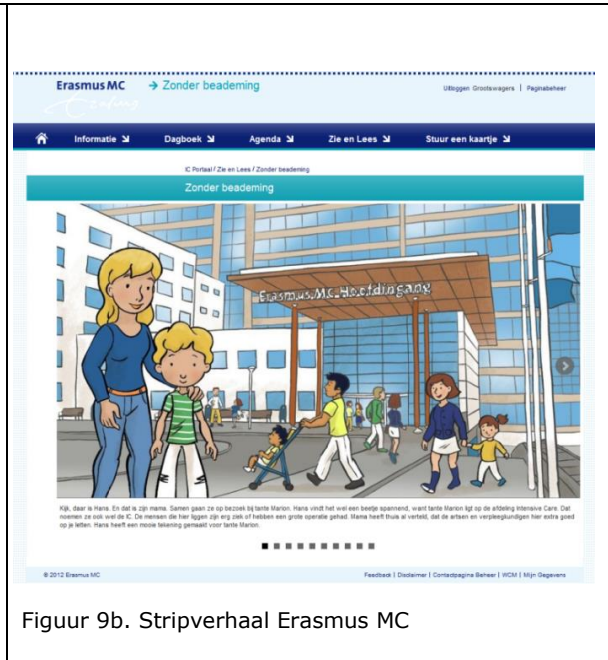 Erasmus MC → Zonder beademing
Uitloggen Grootswagers | Paginabeheer
Informatie Dagboek Agenda Zie en Lees Stuur een kaartje
IC Portaal / Zie en Lees / Zonder beademing
Zonder beademing
Erasmus MC Hoofdingang
Kijk, daar is Hans. En dat is zijn mama. Samen gaan ze op bezoek bij tante Marion. Hans vindt het wel een beetje spannend, want tante Marion ligt op de afdeling Intensive Care. Dat
noemen ze ook wel de IC. De mensen die hier liggen zijn erg ziek of hebben een grote operatie gehad. Mama heeft thuis al verteld, dat de artsen en verpleegkundigen hier extra goed
op je letten. Hans heeft een mooie tekening gemaakt voor tante Marion.
© 2012 Erasmus MC
Feedback | Disclaimer | Contactpagina Beheer | WCM | Mijn Gegevens
Figuur 9b. Stripverhaal Erasmus MC